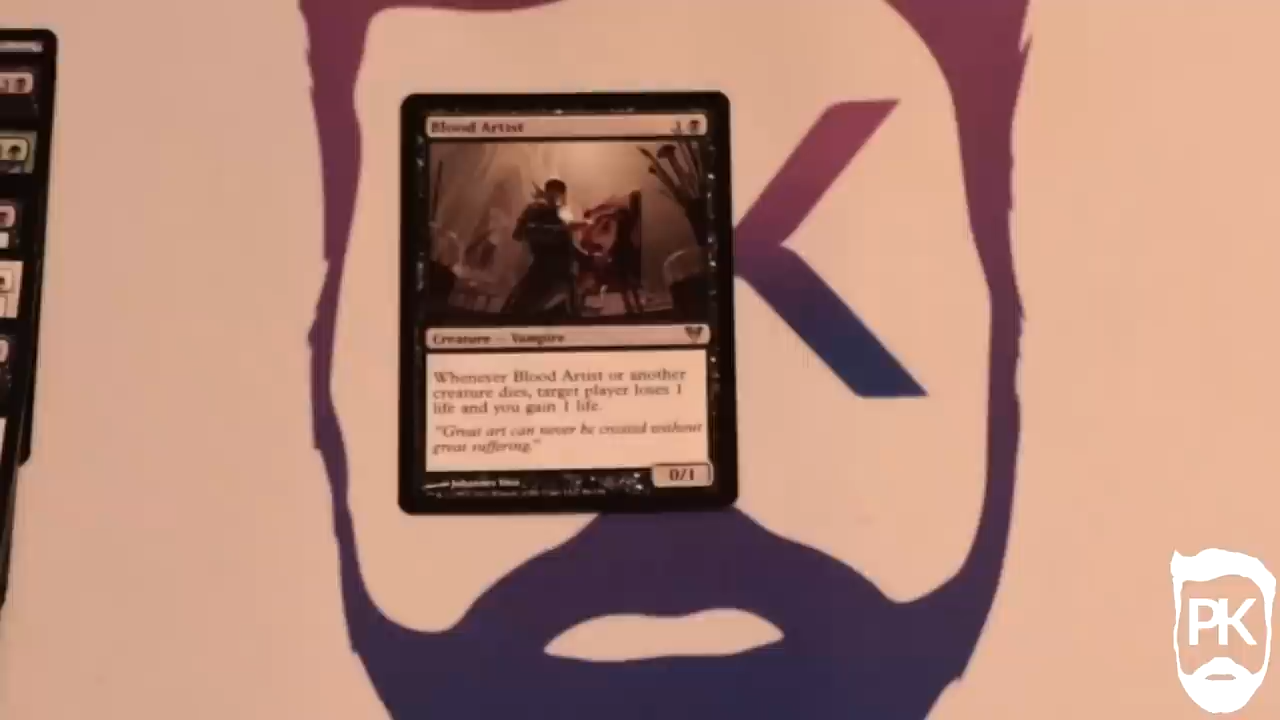 Blood Artist 1
Creature — Vampire
Whenever Blood Artist or another
creature dies, target player loses 1
life and you gain 1 life.
"Great art can never be created without
great suffering."
0/1
K
PK